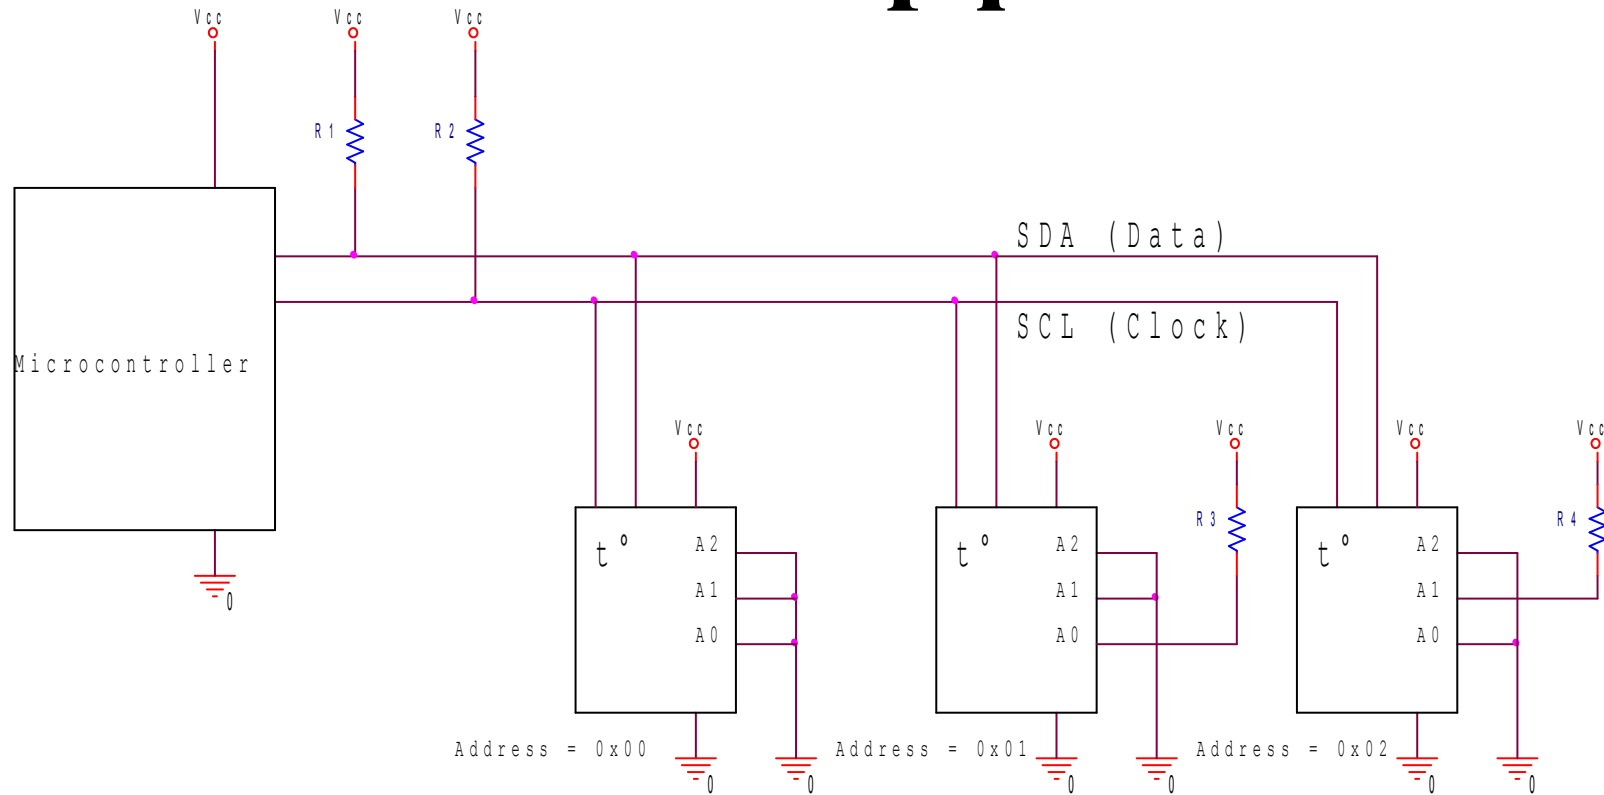 Vcc Vcc Vcc
R1 R2
SDA (Data)
SCL (Clock)
Microcontroller
0
Vcc Vcc Vcc Vcc Vcc
R3 R4
t° A2 t° A2 t° A2
A1 A1 A1
A0 A0 A0
Address = 0x00 Address = 0x01 Address = 0x02
0 0 0 0 0 0